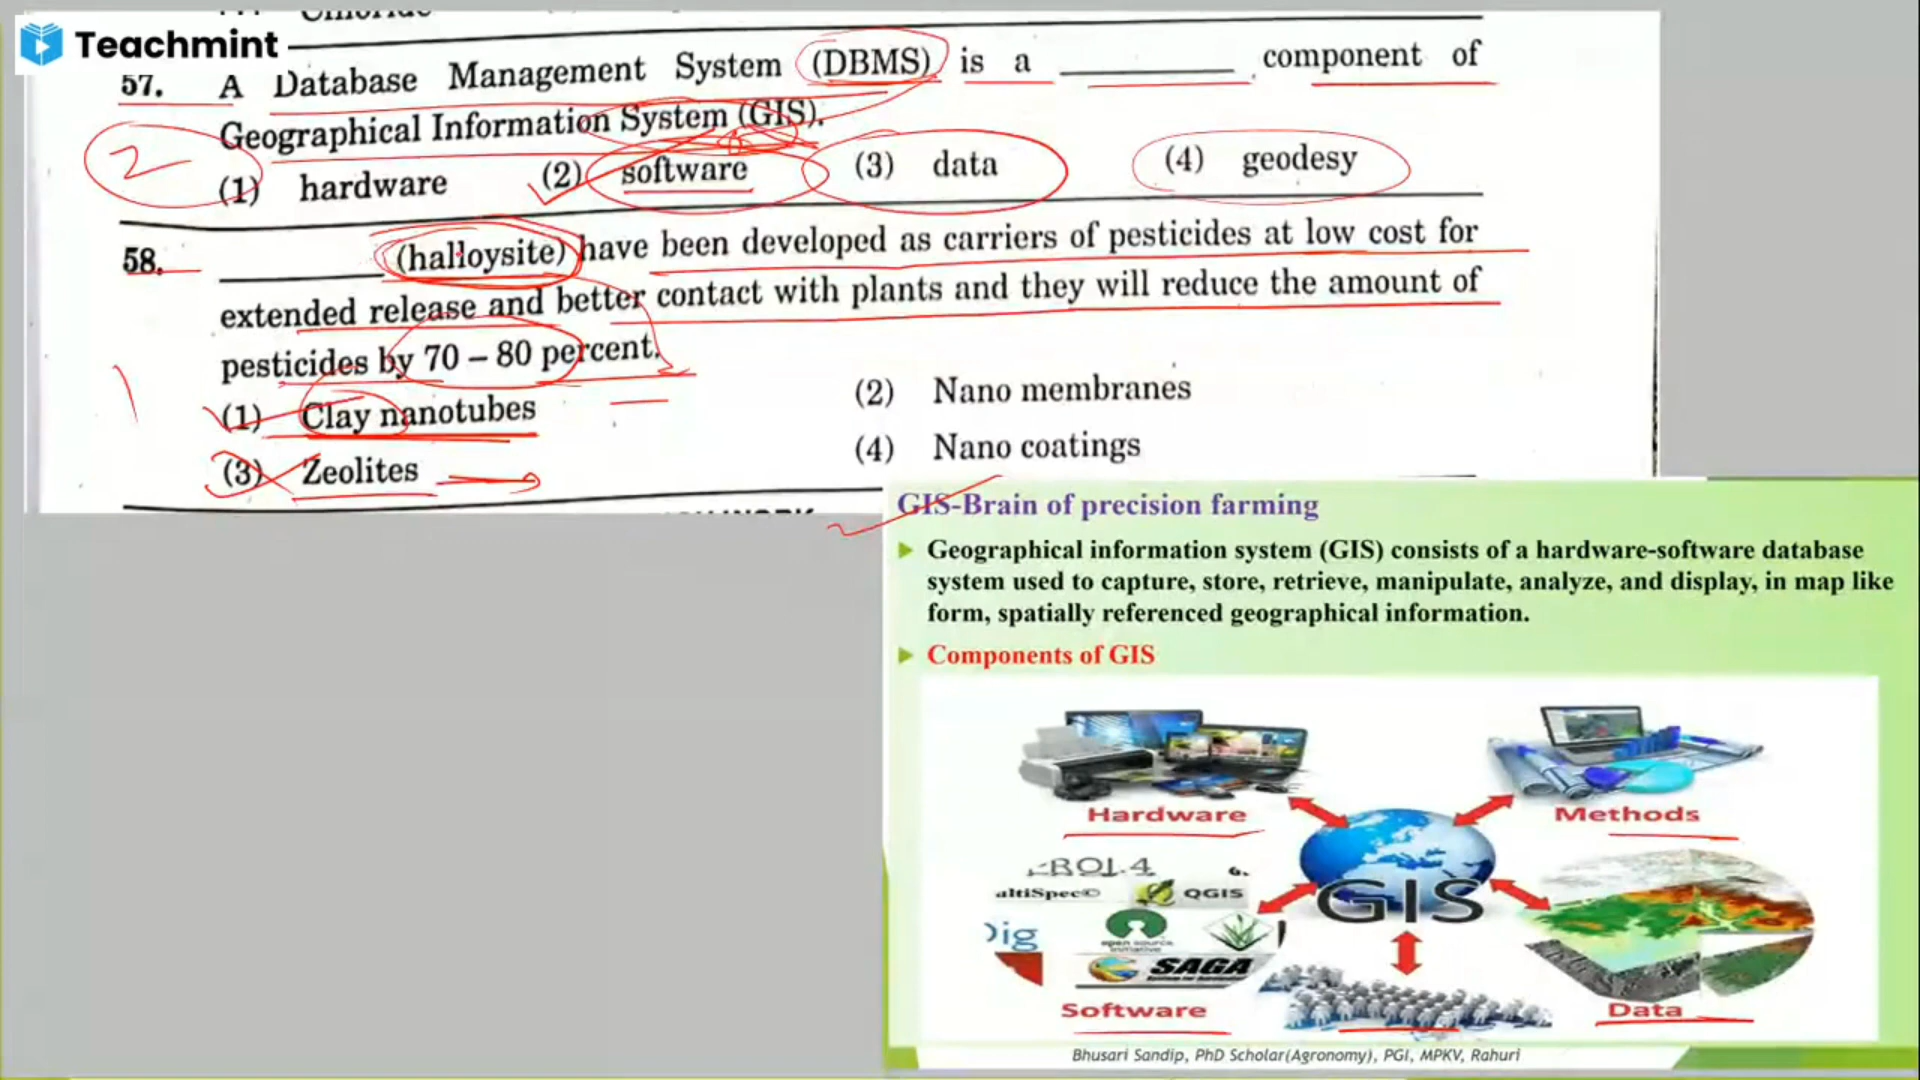 Chloride
Teachmint
57. A Database Management System (DBMS) is a ________ component of
Geographical Information System (GIS).
2
(1) hardware (2) software (3) data (4) geodesy
58. ________ (halloysite) have been developed as carriers of pesticides at low cost for
extended release and better contact with plants and they will reduce the amount of
pesticides by 70 – 80 percent.
(1) Clay nanotubes (2) Nano membranes
(3) Zeolites (4) Nano coatings
GIS-Brain of precision farming
Geographical information system (GIS) consists of a hardware-software database
system used to capture, store, retrieve, manipulate, analyze, and display, in map like
form, spatially referenced geographical information.
Components of GIS
Hardware
Methods
altiSpec©
QGIS
GIS
open source
initiative
SAGA
Software
Data
Bhusari Sandip, PhD Scholar(Agronomy), PGI, MPKV, Rahuri